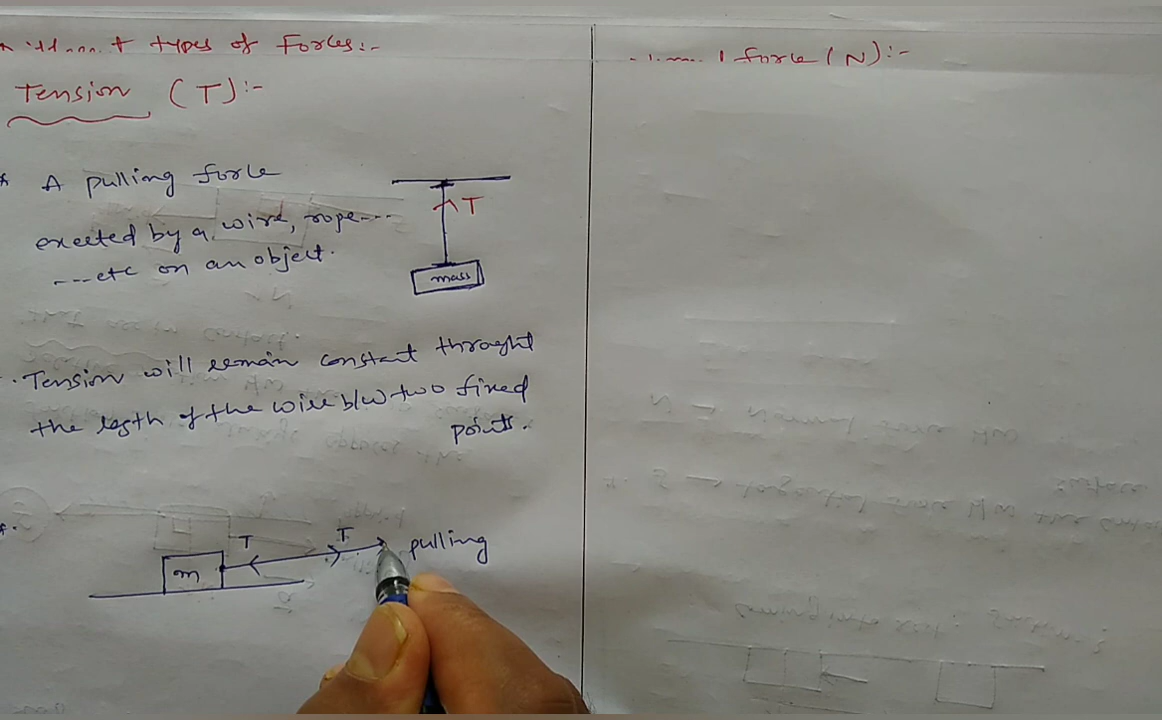 types of Forces:-
Tension (T):-
* A pulling force
exerted by a wire, rope---
---etc on an object.
T
mass
. Tension will remain constant throught
the legth of the wire b/w two fixed
points.
*.
T T pulling
m
force (N):-